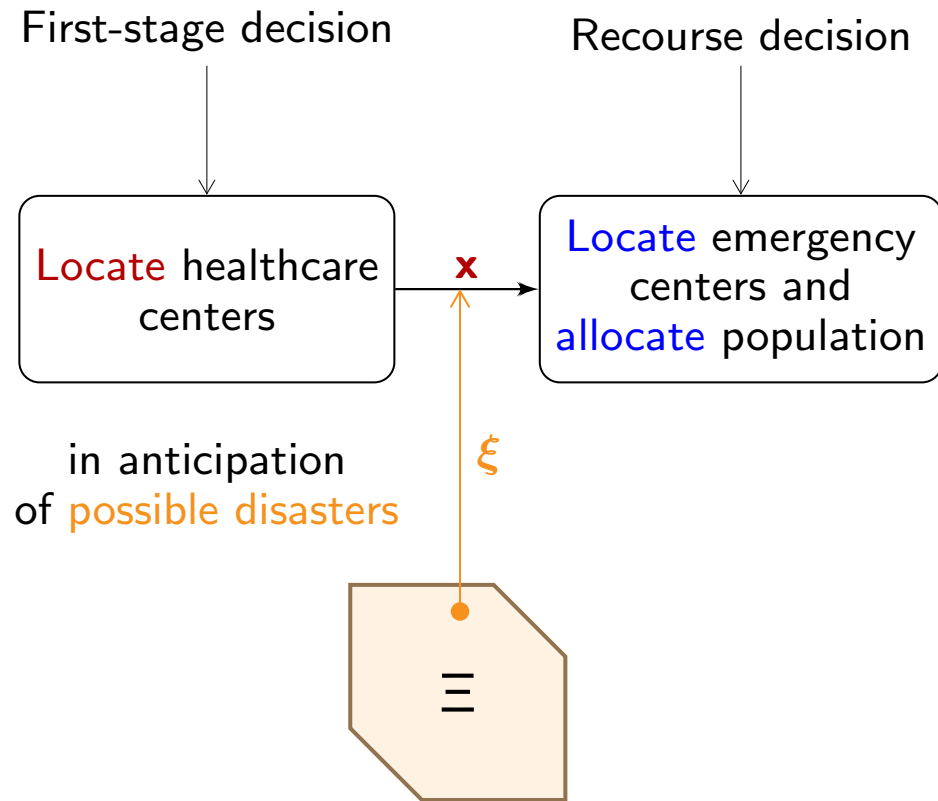 First-stage decision
Recourse decision
Locate healthcare
centers
x
Locate emergency
centers and
allocate population
in anticipation
of possible disasters
ξ
Ξ